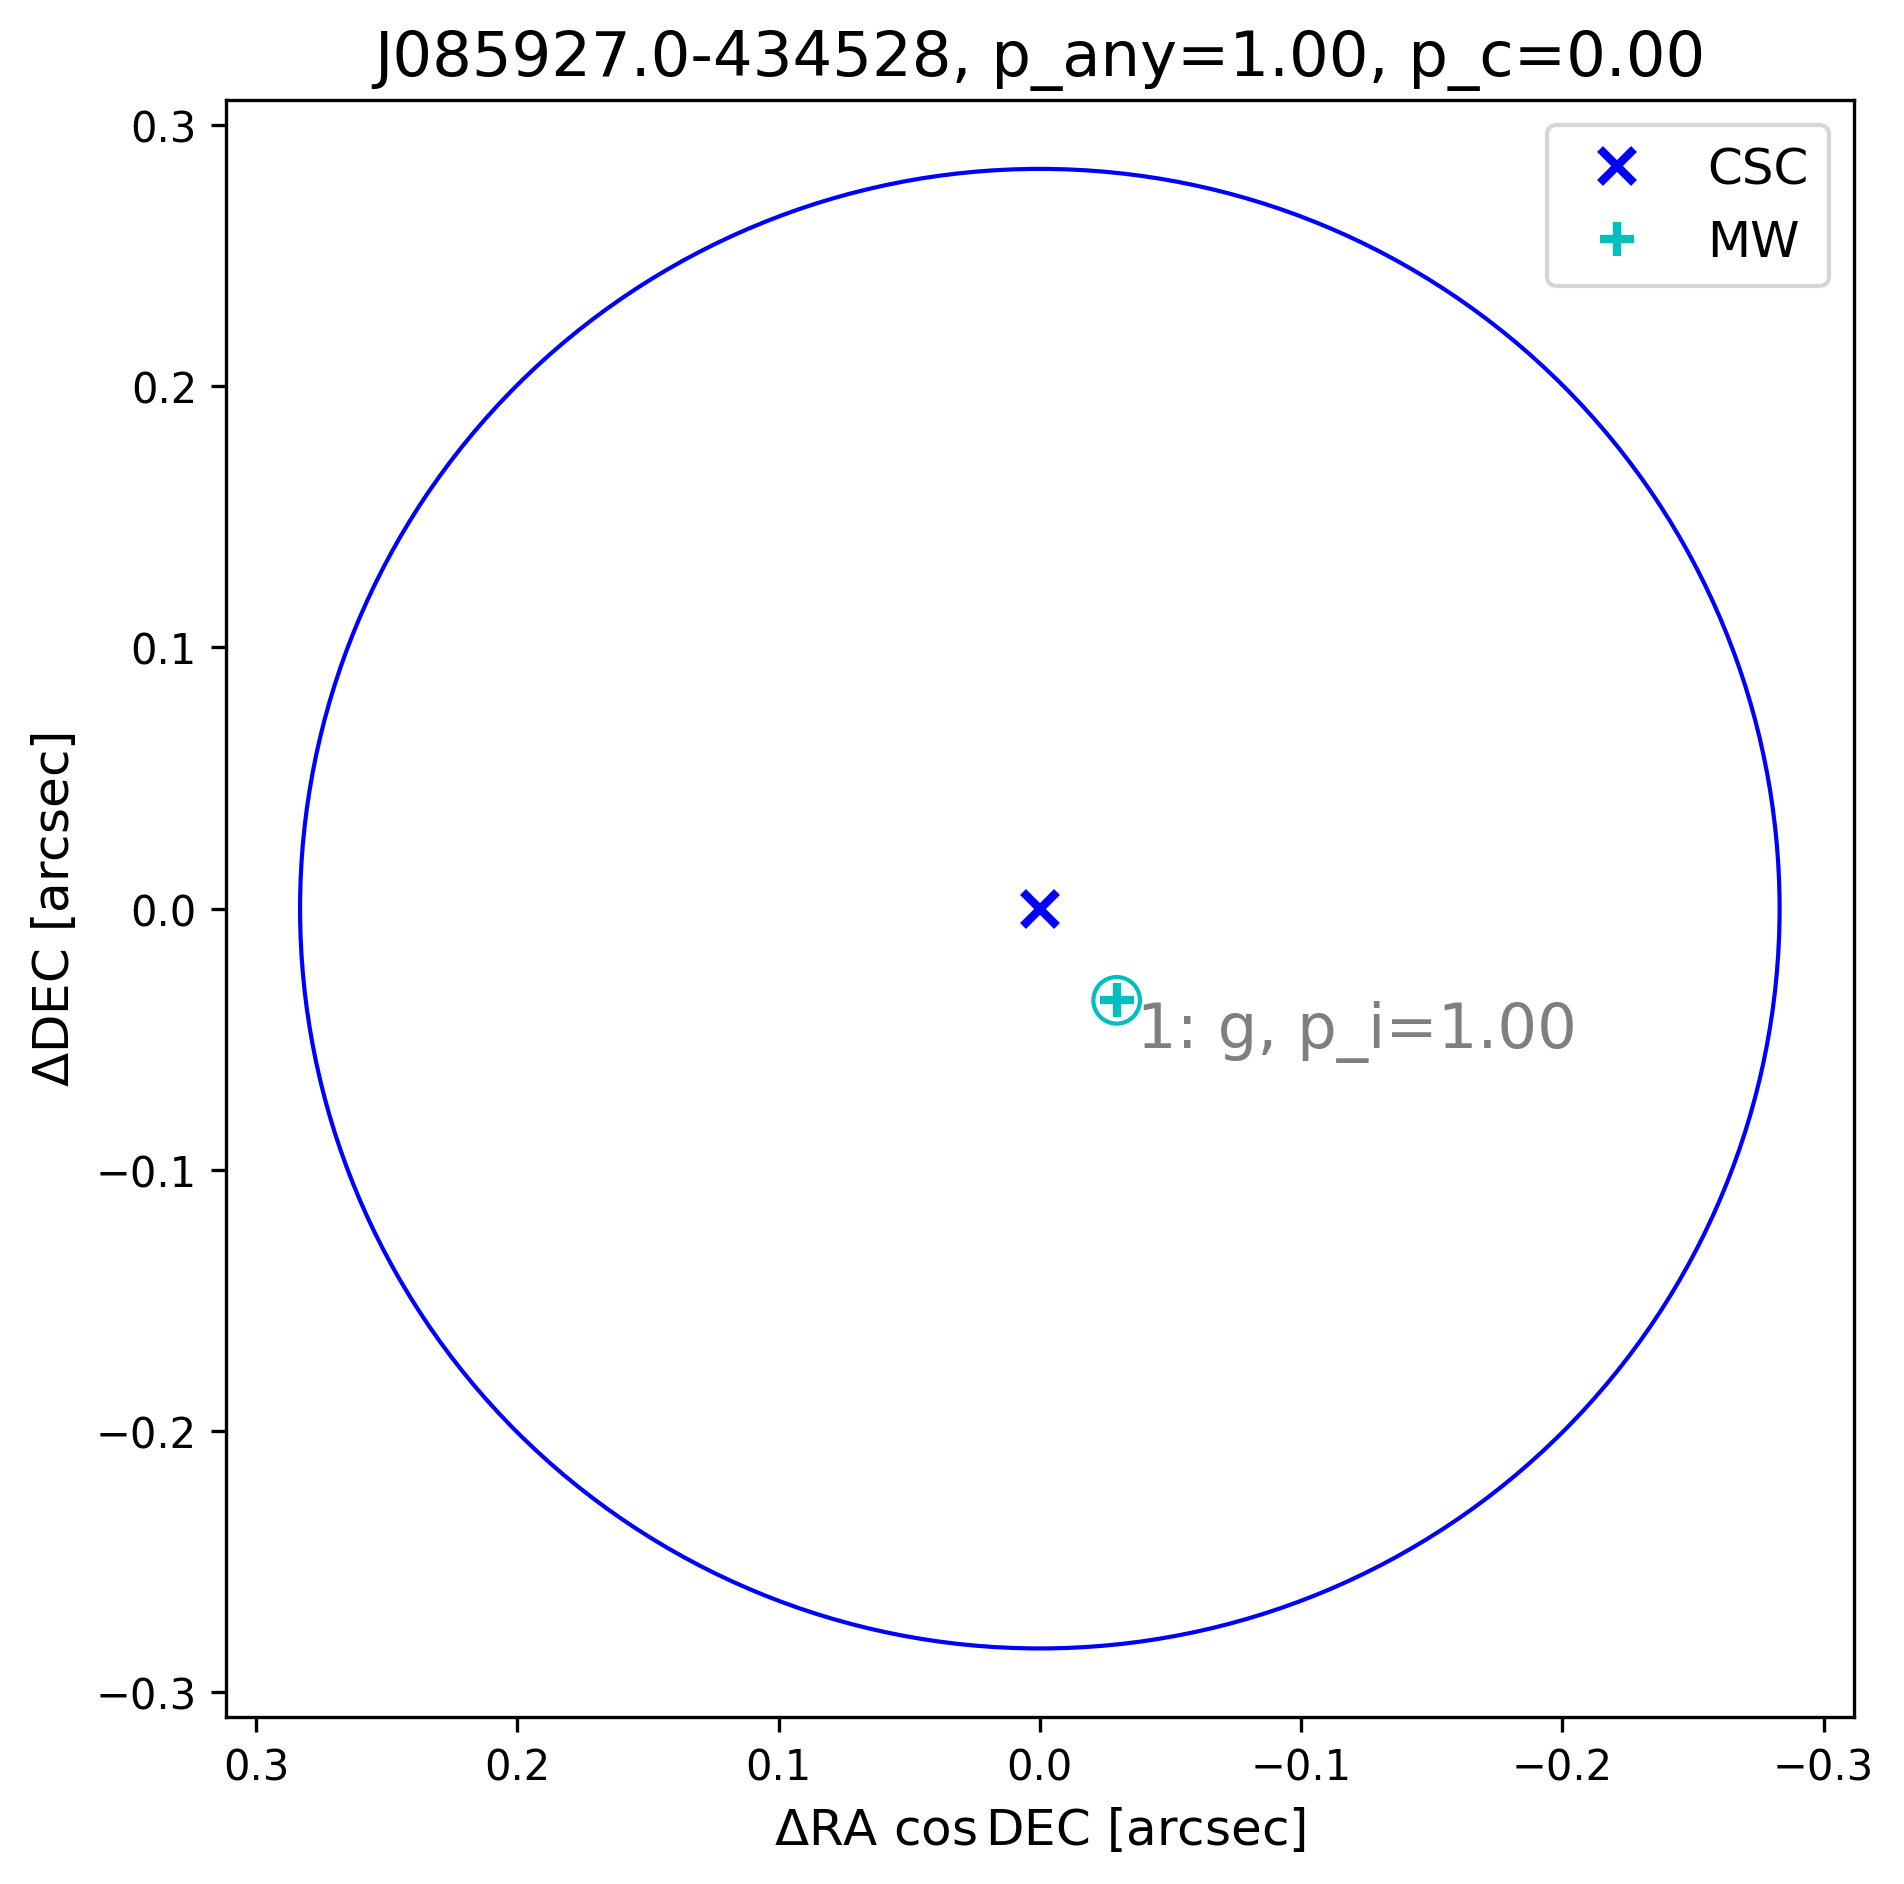 J085927.0-434528, p_any=1.00, p_c=0.00
CSC
MW
0.3
0.2
0.1
0.0
−0.1
−0.2
−0.3
ΔDEC [arcsec]
1: g, p_i=1.00
0.3
0.2
0.1
0.0
−0.1
−0.2
−0.3
ΔRA cos DEC [arcsec]